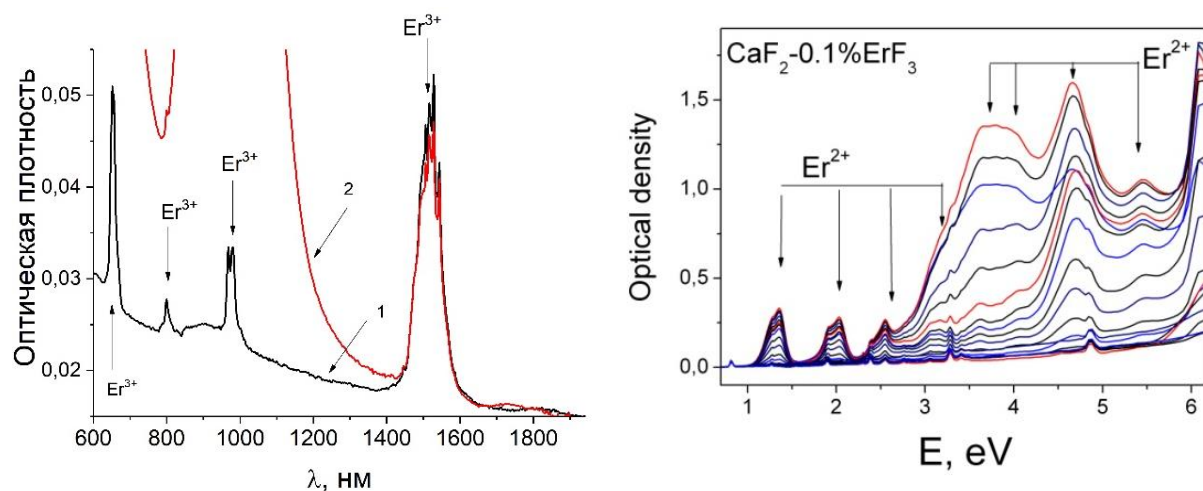 Оптическая плотность
0,05
0,04
0,03
0,02
Er³⁺
Er³⁺
Er³⁺
Er³⁺
2
1
600 800 1000 1200 1400 1600 1800
λ, нм
CaF₂-0.1%ErF₃
Er²⁺
Er²⁺
Optical density
1,5
1,0
0,5
0,0
1 2 3 4 5 6
E, eV